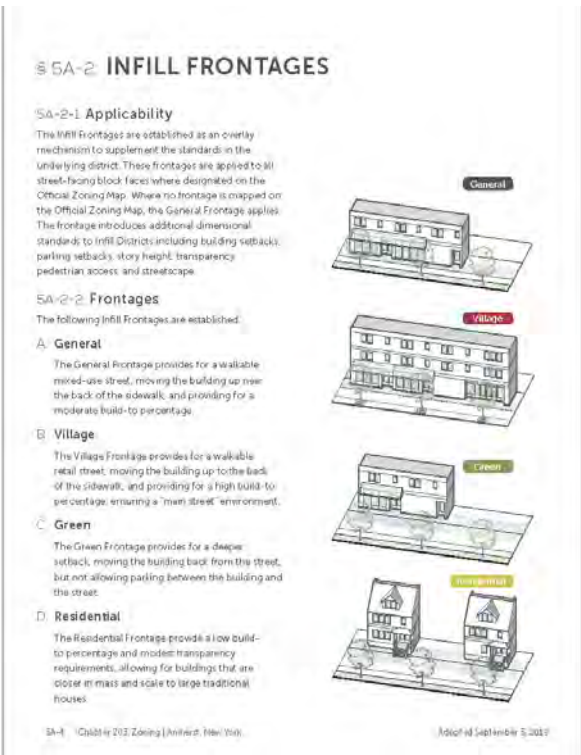 § 5A-2 INFILL FRONTAGES
5A-2-1 Applicability
The Infill Frontages are established as an overlay
mechanism to supplement the standards in the
underlying district. These frontages are applied to all
street-facing block faces where designated on the
Official Zoning Map. Where no frontage is mapped on
the Official Zoning Map, the General Frontage applies.
The frontage introduces additional dimensional
standards to Infill Districts including building setbacks,
parking setbacks, story height, transparency,
pedestrian access, and streetscape.
5A-2-2 Frontages
The following Infill Frontages are established:
A. General
The General Frontage provides for a walkable
mixed-use street, moving the building up near
the back of the sidewalk, and providing for a
moderate build-to percentage.
B. Village
The Village Frontage provides for a walkable
retail street, moving the building up to the back
of the sidewalk, and providing for a high build-to
percentage, ensuring a "main street" environment.
C. Green
The Green Frontage provides for a deeper
setback, moving the building back from the street,
but not allowing parking between the building and
the street.
D. Residential
The Residential Frontage provide a low build-
to percentage and modest transparency
requirements, allowing for buildings that are
closer in mass and scale to large traditional
houses.
General
Village
Green
Residential
5A-4 Chapter 203, Zoning | Amherst, New York
Adopted September 5, 2019